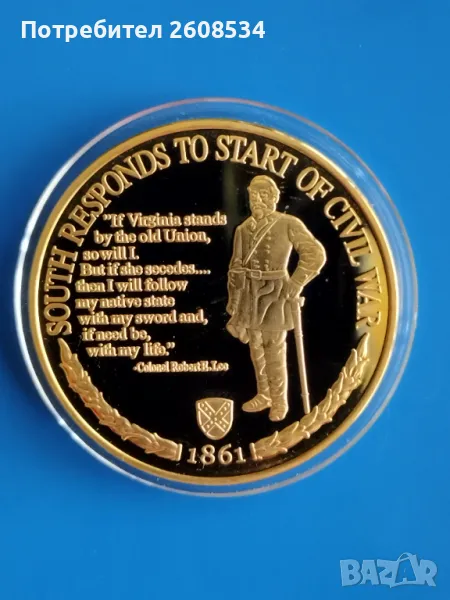 Потребител 2608534
SOUTH RESPONDS TO START OF CIVIL WAR
"If Virginia stands
by the old Union,
so will I.
But if she secedes....
then I will follow
my native state
with my sword and,
if need be,
with my life."
-Colonel Robert E. Lee
1861
BAZAR